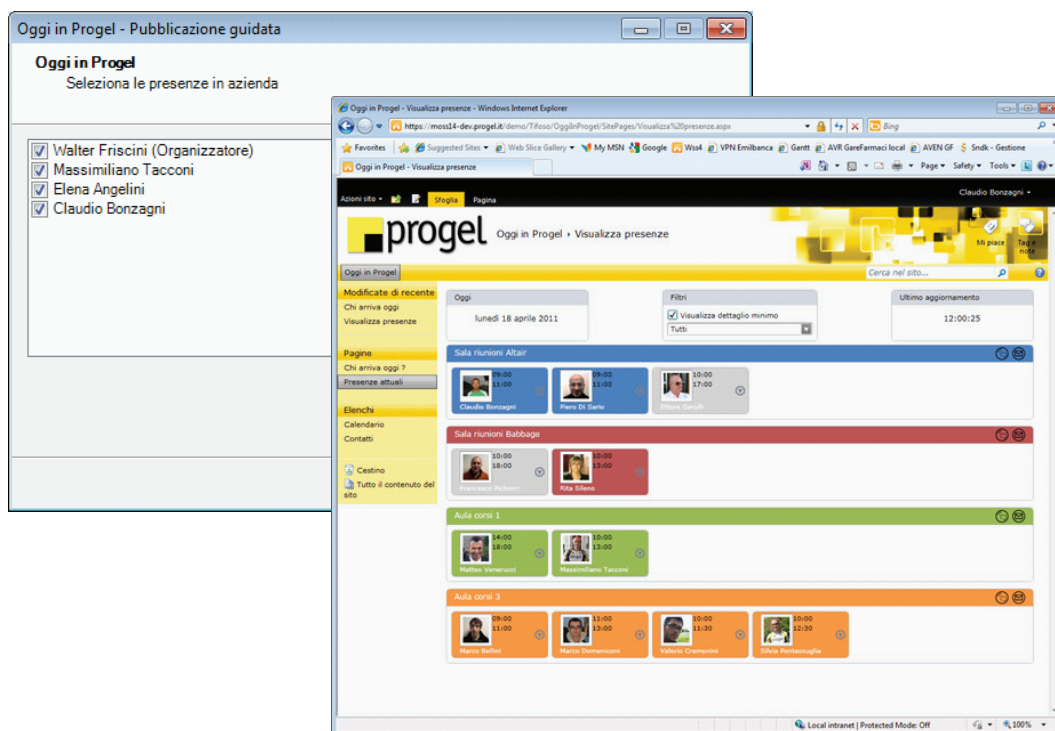 Oggi in Progel - Pubblicazione guidata
Oggi in Progel
Seleziona le presenze in azienda
Walter Friscini (Organizzatore)
Massimiliano Tacconi
Elena Angelini
Claudio Bonzagni
Oggi in Progel - Visualizza presenze - Windows Internet Explorer
https://moss14-dev.progel.it/demo/Tifoso/OggiInProgel/SitePages/Visualizza%20presenze.aspx
Bing
Favorites Suggested Sites Web Slice Gallery My MSN Google Wss4 VPN Emilbanca Gantt AVR GareFarmaci local AVEN GF Sndk - Gestione
Oggi in Progel - Visualizza presenze
Page Safety Tools
Claudio Bonzagni
Azioni sito Sfoglia Pagina
progel Oggi in Progel Visualizza presenze
Mi piace
Tag e note
Oggi in Progel
Cerca nel sito...
Modificate di recente
Chi arriva oggi
Visualizza presenze
Pagine
Chi arriva oggi ?
Presenze attuali
Elenchi
Calendario
Contatti
Cestino
Tutto il contenuto del
sito
Oggi
lunedì 18 aprile 2011
Filtri
Visualizza dettaglio minimo
Tutti
Ultimo aggiornamento
12:00:25
Sala riunioni Altair
09:00
11:00
Claudio Bonzagni
09:00
11:00
Piero Di Sario
10:00
17:00
Sala riunioni Babbage
10:00
18:00
10:00
13:00
Rita Sileno
Aula corsi 1
14:00
18:00
Matteo Venerucci
10:00
13:00
Massimiliano Tacconi
Aula corsi 3
09:00
11:00
Marco Bellini
11:00
13:00
Marco Domeniconi
10:00
11:30
Valerio Cremonini
10:00
12:30
Silvia Pentassuglia
Local intranet | Protected Mode: Off
100%